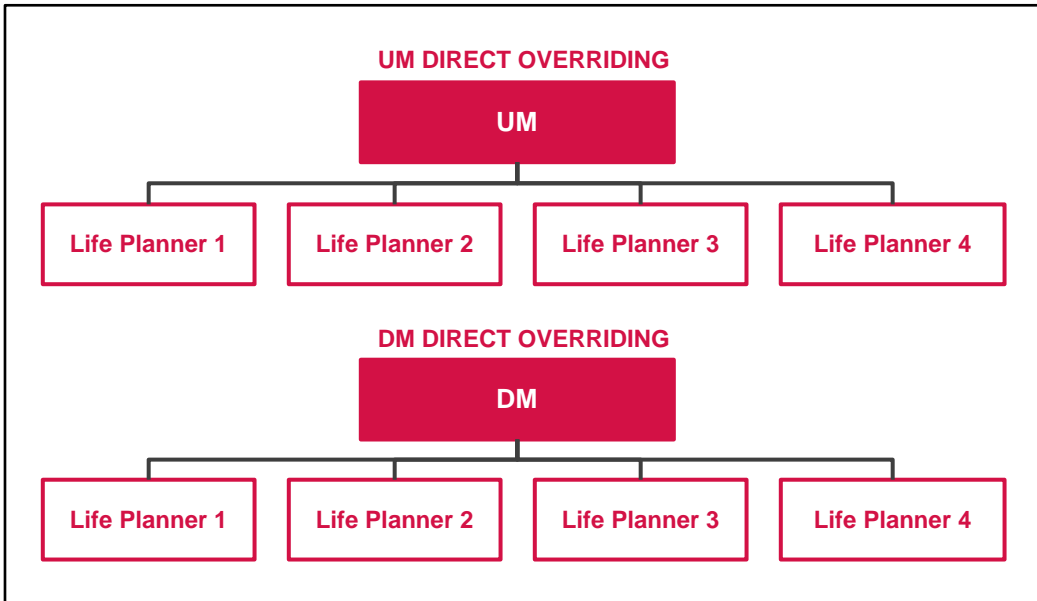 UM DIRECT OVERRIDING
UM
Life Planner 1
Life Planner 2
Life Planner 3
Life Planner 4
DM DIRECT OVERRIDING
DM
Life Planner 1
Life Planner 2
Life Planner 3
Life Planner 4